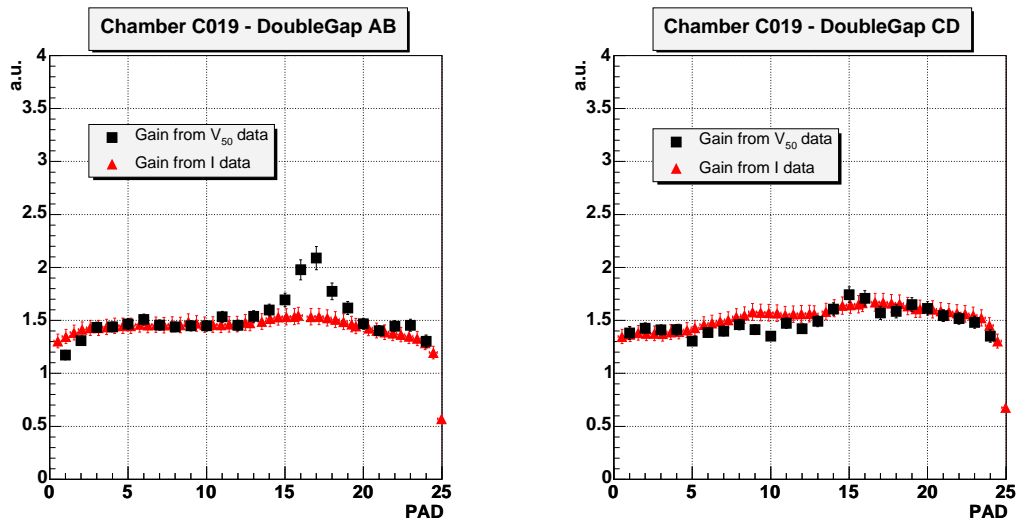 Chamber C019 - DoubleGap AB
a.u.
4
3.5
3
2.5
2
1.5
1
0.5
0
Gain from V50 data
Gain from I data
0 5 10 15 20 25
PAD
Chamber C019 - DoubleGap CD
a.u.
4
3.5
3
2.5
2
1.5
1
0.5
0
Gain from V50 data
Gain from I data
0 5 10 15 20 25
PAD